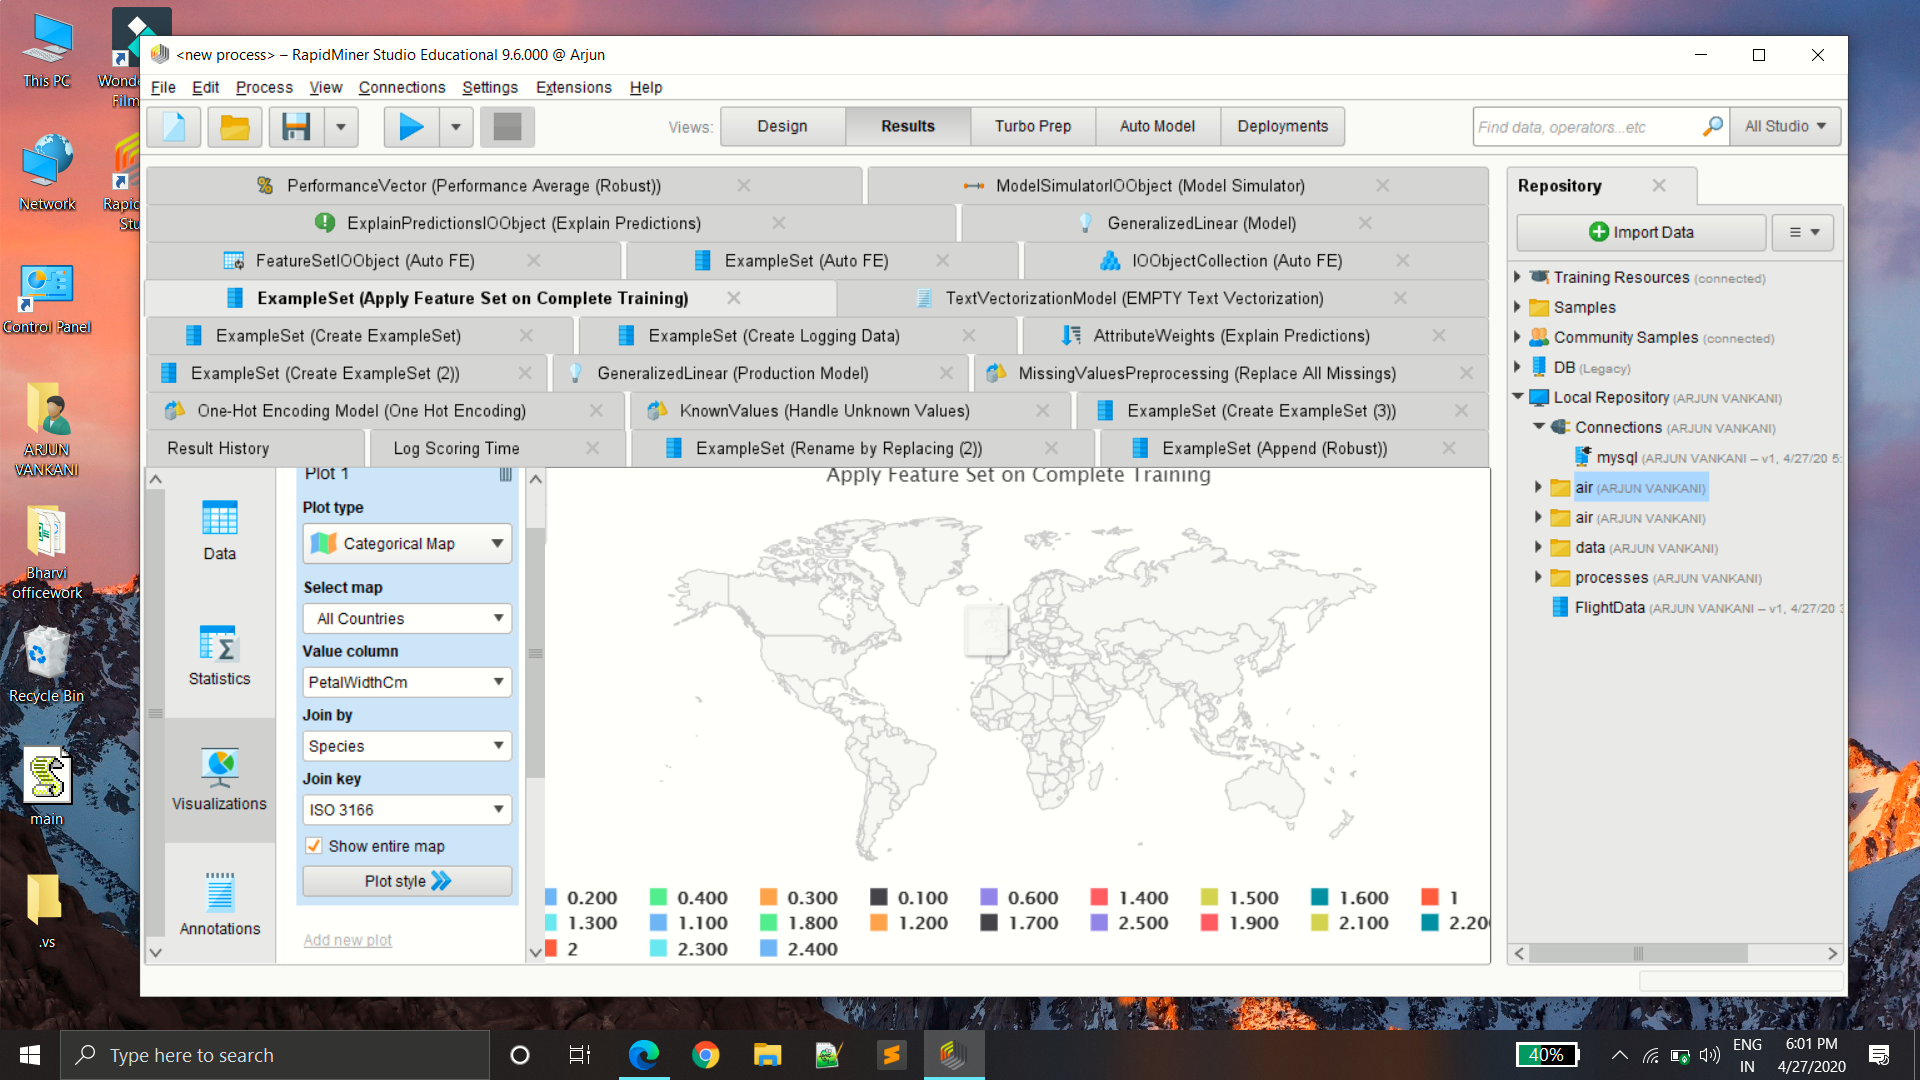 This PC
Wonde
Film
Network
Rapid
Stu
Control Panel
ARJUN
VANKANI
Bharvi
officework
Recycle Bin
main
.vs
<new process> – RapidMiner Studio Educational 9.6.000 @ Arjun
File Edit Process View Connections Settings Extensions Help
Views: Design Results Turbo Prep Auto Model Deployments
Find data, operators...etc All Studio
PerformanceVector (Performance Average (Robust)) ModelSimulatorIOObject (Model Simulator)
ExplainPredictionsIOObject (Explain Predictions) GeneralizedLinear (Model)
FeatureSetIOObject (Auto FE) ExampleSet (Auto FE) IOObjectCollection (Auto FE)
ExampleSet (Apply Feature Set on Complete Training) TextVectorizationModel (EMPTY Text Vectorization)
ExampleSet (Create ExampleSet) ExampleSet (Create Logging Data) AttributeWeights (Explain Predictions)
ExampleSet (Create ExampleSet (2)) GeneralizedLinear (Production Model) MissingValuesPreprocessing (Replace All Missings)
One-Hot Encoding Model (One Hot Encoding) KnownValues (Handle Unknown Values) ExampleSet (Create ExampleSet (3))
Result History Log Scoring Time ExampleSet (Rename by Replacing (2)) ExampleSet (Append (Robust))
Data
Statistics
Visualizations
Annotations
Plot 1
Plot type
Categorical Map
Select map
All Countries
Value column
PetalWidthCm
Join by
Species
Join key
ISO 3166
Show entire map
Plot style
Add new plot
Apply Feature Set on Complete Training
0.200 0.400 0.300 0.100 0.600 1.400 1.500 1.600 1
1.300 1.100 1.800 1.200 1.700 2.500 1.900 2.100 2.20
2 2.300 2.400
Repository
Import Data
Training Resources (connected)
Samples
Community Samples (connected)
DB (Legacy)
Local Repository (ARJUN VANKANI)
Connections (ARJUN VANKANI)
mysql (ARJUN VANKANI – v1, 4/27/20 5:
air (ARJUN VANKANI)
air (ARJUN VANKANI)
data (ARJUN VANKANI)
processes (ARJUN VANKANI)
FlightData (ARJUN VANKANI – v1, 4/27/20 3
Type here to search
40%
ENG
IN
6:01 PM
4/27/2020